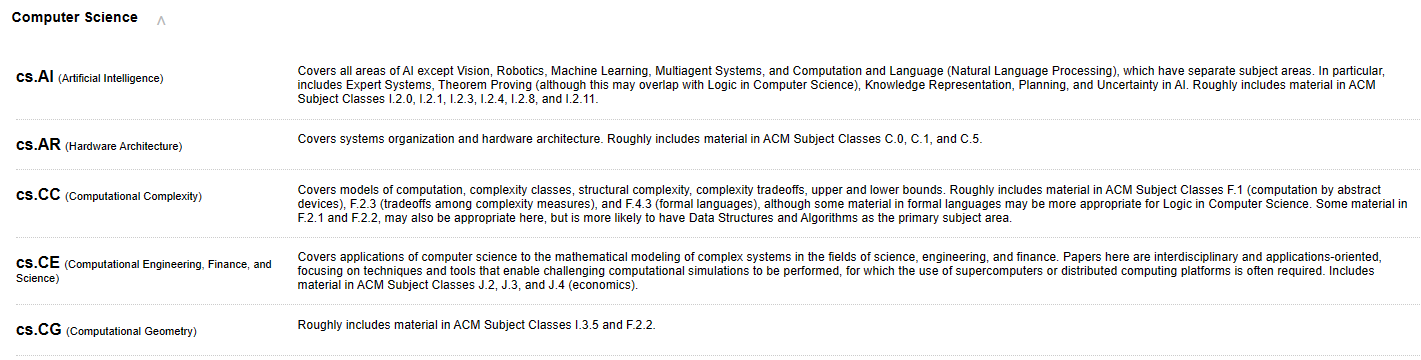 Computer Science
cs.AI (Artificial Intelligence)
Covers all areas of AI except Vision, Robotics, Machine Learning, Multiagent Systems, and Computation and Language (Natural Language Processing), which have separate subject areas. In particular,
includes Expert Systems, Theorem Proving (although this may overlap with Logic in Computer Science), Knowledge Representation, Planning, and Uncertainty in AI. Roughly includes material in ACM
Subject Classes I.2.0, I.2.1, I.2.3, I.2.4, I.2.8, and I.2.11.
cs.AR (Hardware Architecture)
Covers systems organization and hardware architecture. Roughly includes material in ACM Subject Classes C.0, C.1, and C.5.
cs.CC (Computational Complexity)
Covers models of computation, complexity classes, structural complexity, complexity tradeoffs, upper and lower bounds. Roughly includes material in ACM Subject Classes F.1 (computation by abstract
devices), F.2.3 (tradeoffs among complexity measures), and F.4.3 (formal languages), although some material in formal languages may be more appropriate for Logic in Computer Science. Some material in
F.2.1 and F.2.2, may also be appropriate here, but is more likely to have Data Structures and Algorithms as the primary subject area.
cs.CE (Computational Engineering, Finance, and
Science)
Covers applications of computer science to the mathematical modeling of complex systems in the fields of science, engineering, and finance. Papers here are interdisciplinary and applications-oriented,
focusing on techniques and tools that enable challenging computational simulations to be performed, for which the use of supercomputers or distributed computing platforms is often required. Includes
material in ACM Subject Classes J.2, J.3, and J.4 (economics).
cs.CG (Computational Geometry)
Roughly includes material in ACM Subject Classes I.3.5 and F.2.2.